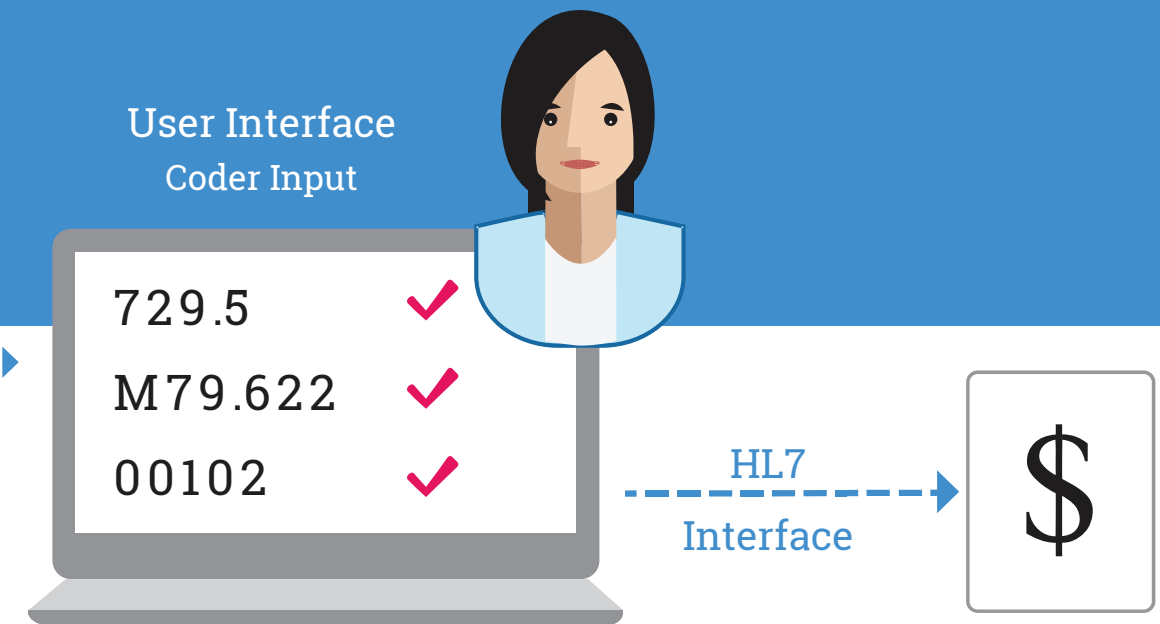 User Interface
Coder Input
729.5
M79.622
00102
HL7
Interface
$